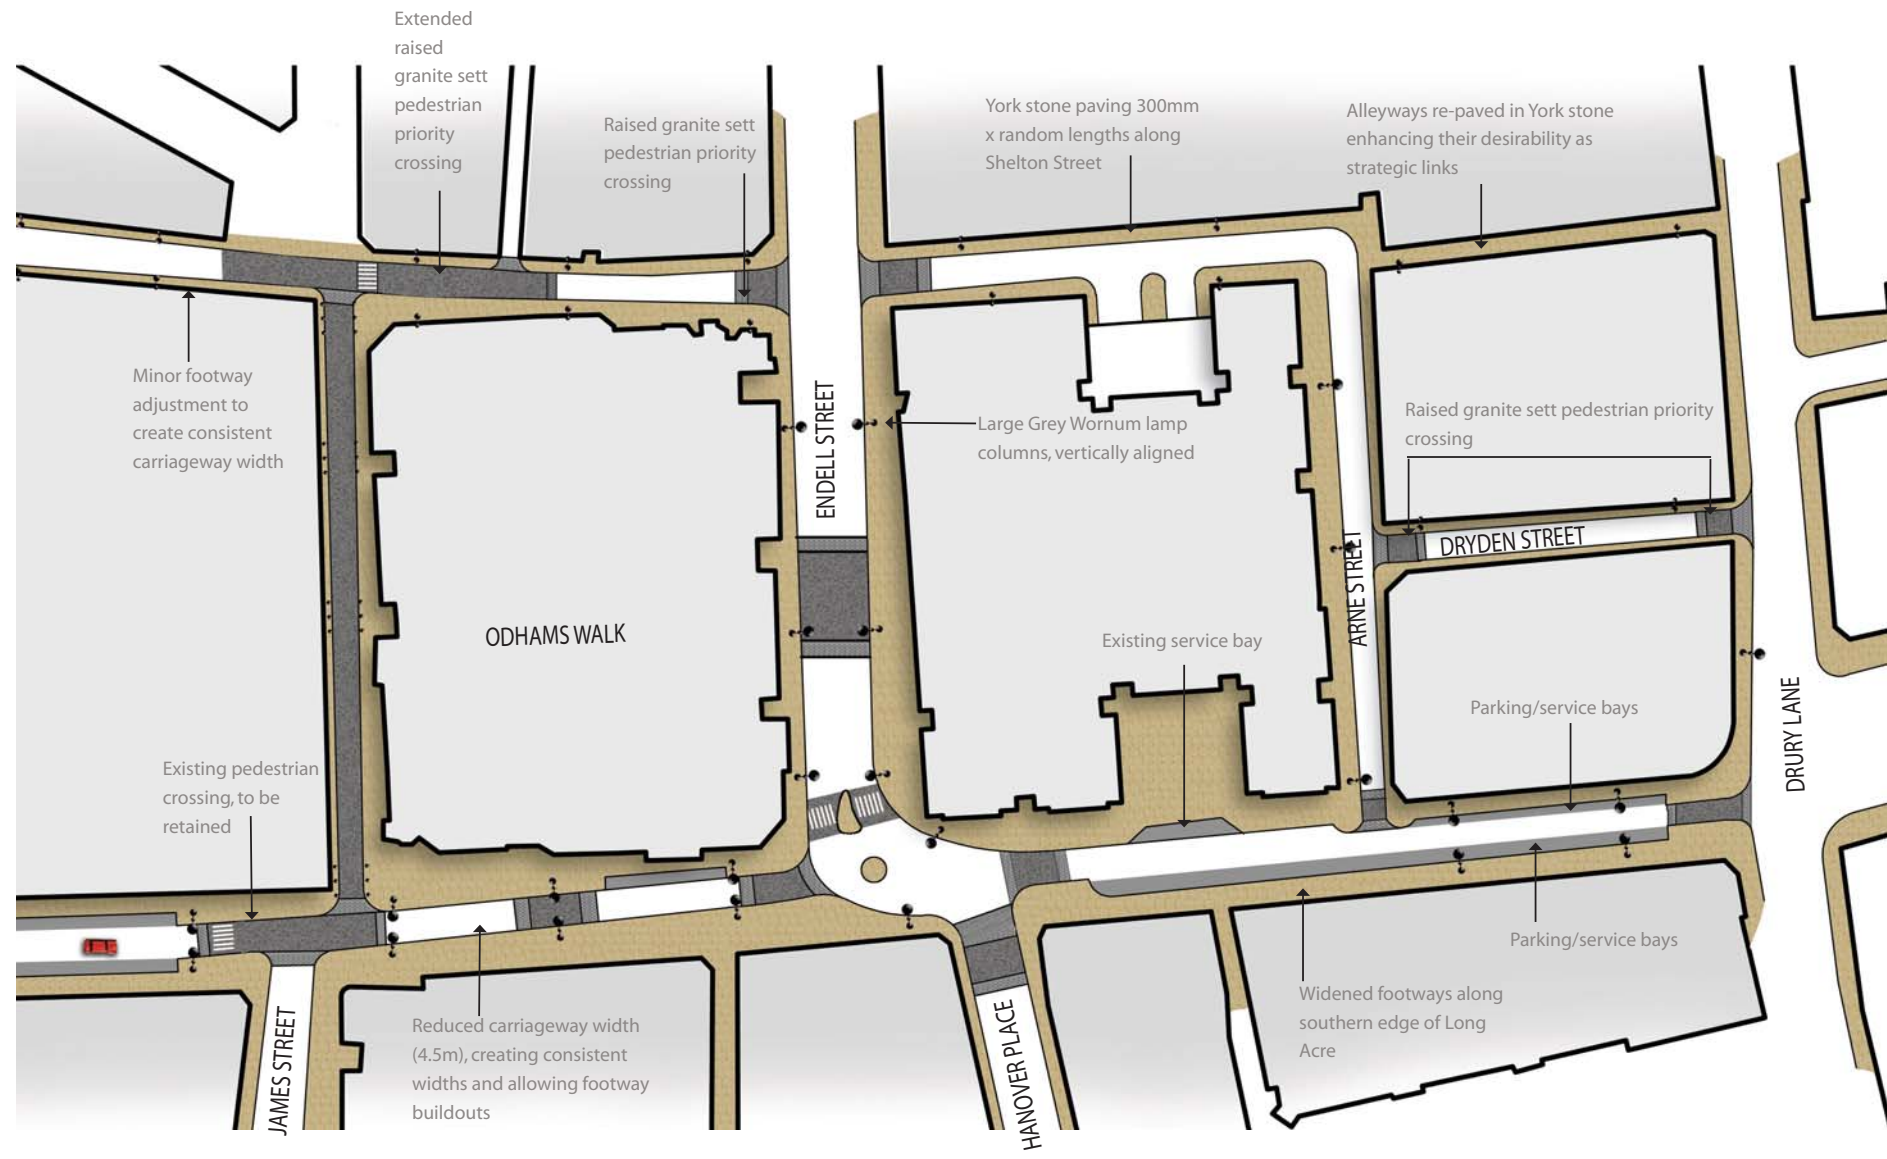 Extended
raised
granite sett
pedestrian
priority
crossing
Raised granite sett
pedestrian priority
crossing
York stone paving 300mm
x random lengths along
Shelton Street
Alleyways re-paved in York stone
enhancing their desirability as
strategic links
Minor footway
adjustment to
create consistent
carriageway width
ENDELL STREET
Large Grey Wornum lamp
columns, vertically aligned
Raised granite sett pedestrian priority
crossing
DRYDEN STREET
ARNE STREET
ODHAMS WALK
Existing service bay
Parking/service bays
DRURY LANE
Existing pedestrian
crossing, to be
retained
Parking/service bays
Widened footways along
southern edge of Long
Acre
Reduced carriageway width
(4.5m), creating consistent
widths and allowing footway
buildouts
JAMES STREET
HANOVER PLACE